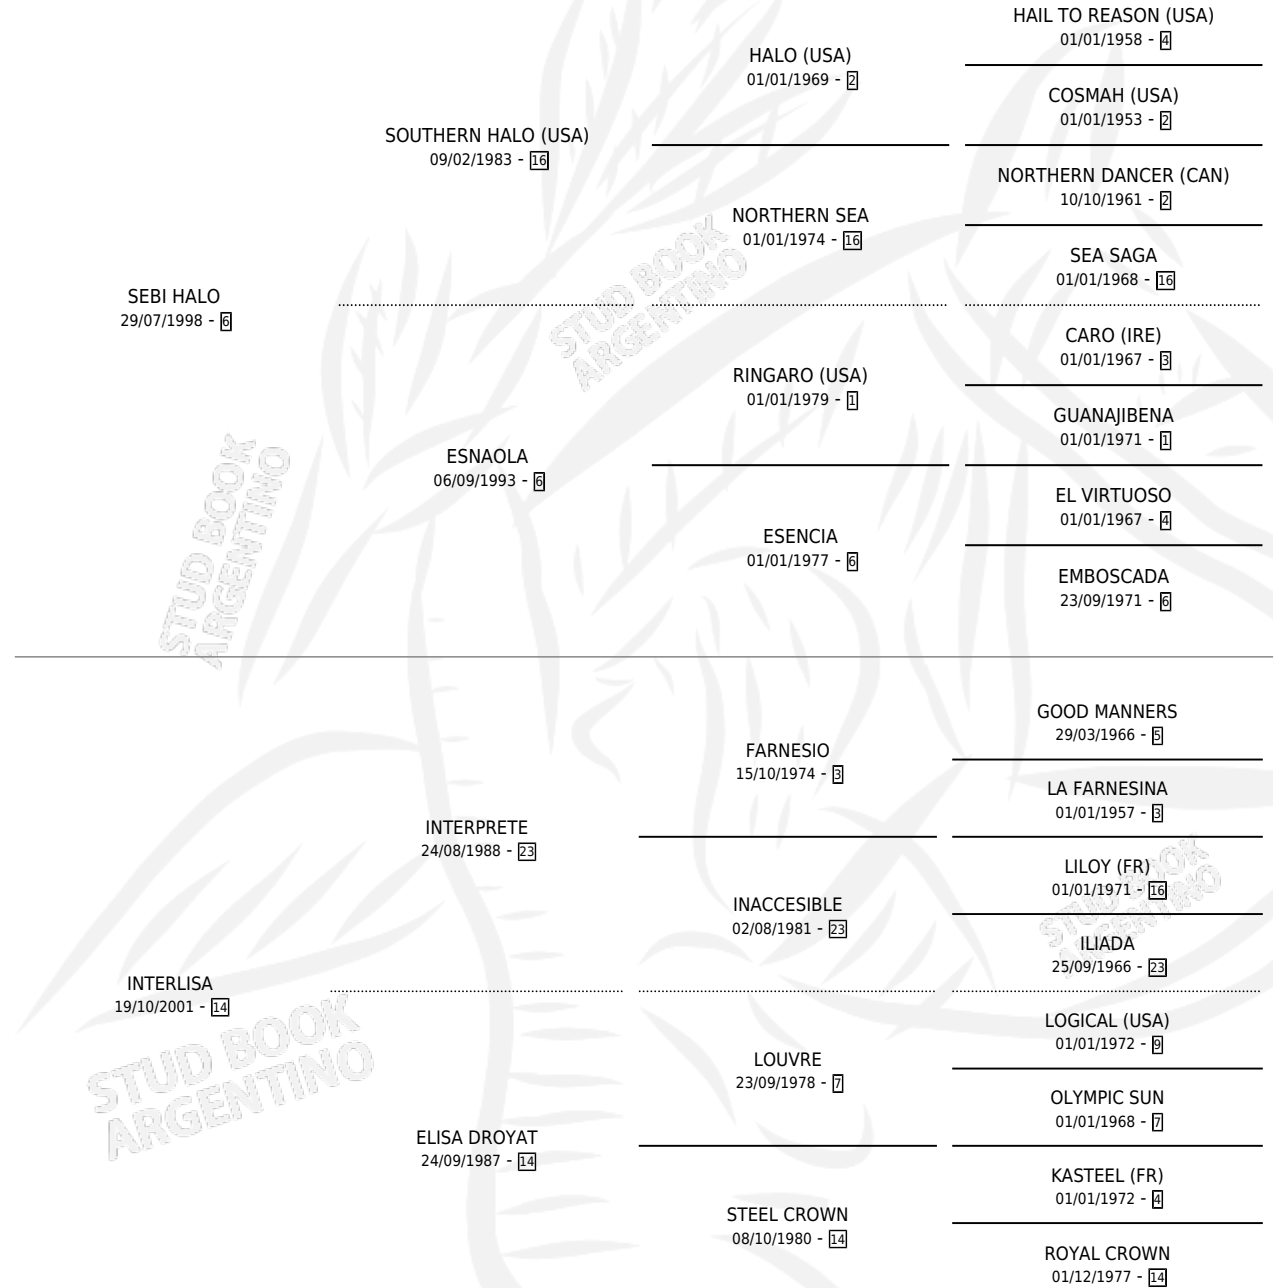 HAIL TO REASON (USA)
01/01/1958 - 4
HALO (USA)
01/01/1969 - 2
COSMAH (USA)
01/01/1953 - 2
SOUTHERN HALO (USA)
09/02/1983 - 16
NORTHERN DANCER (CAN)
10/10/1961 - 2
NORTHERN SEA
01/01/1974 - 16
SEA SAGA
01/01/1968 - 16
SEBI HALO
29/07/1998 - 6
CARO (IRE)
01/01/1967 - 3
RINGARO (USA)
01/01/1979 - 1
GUANAJIBENA
01/01/1971 - 1
ESNAOLA
06/09/1993 - 6
EL VIRTUOSO
01/01/1967 - 4
ESENCIA
01/01/1977 - 6
EMBOSCADA
23/09/1971 - 6
GOOD MANNERS
29/03/1966 - 5
FARNESIO
15/10/1974 - 3
LA FARNESINA
01/01/1957 - 3
INTERPRETE
24/08/1988 - 23
LILOY (FR)
01/01/1971 - 16
INACCESIBLE
02/08/1981 - 23
ILIADA
25/09/1966 - 23
INTERLISA
19/10/2001 - 14
LOGICAL (USA)
01/01/1972 - 9
LOUVRE
23/09/1978 - 7
OLYMPIC SUN
01/01/1968 - 7
ELISA DROYAT
24/09/1987 - 14
KASTEEL (FR)
01/01/1972 - 4
STEEL CROWN
08/10/1980 - 14
ROYAL CROWN
01/12/1977 - 14
STUD BOOK
ARGENTINO
STUD BOOK
ARGENTINO
STUD BOOK
ARGENTINO
STUD BOOK
ARGENTINO